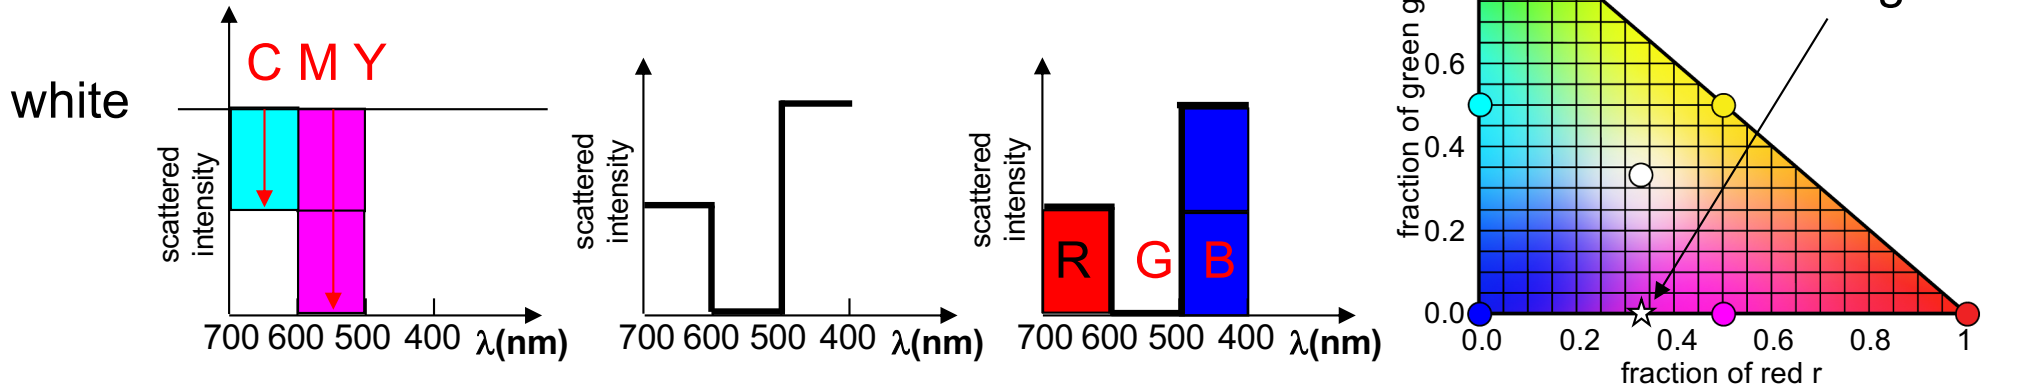 white
C M Y
scattered
intensity
700 600 500 400 λ(nm)
scattered
intensity
700 600 500 400 λ(nm)
scattered
intensity
R G B
700 600 500 400 λ(nm)
fraction of green g
0.6
0.4
0.2
0.0
0.0 0.2 0.4 0.6 0.8 1
fraction of red r